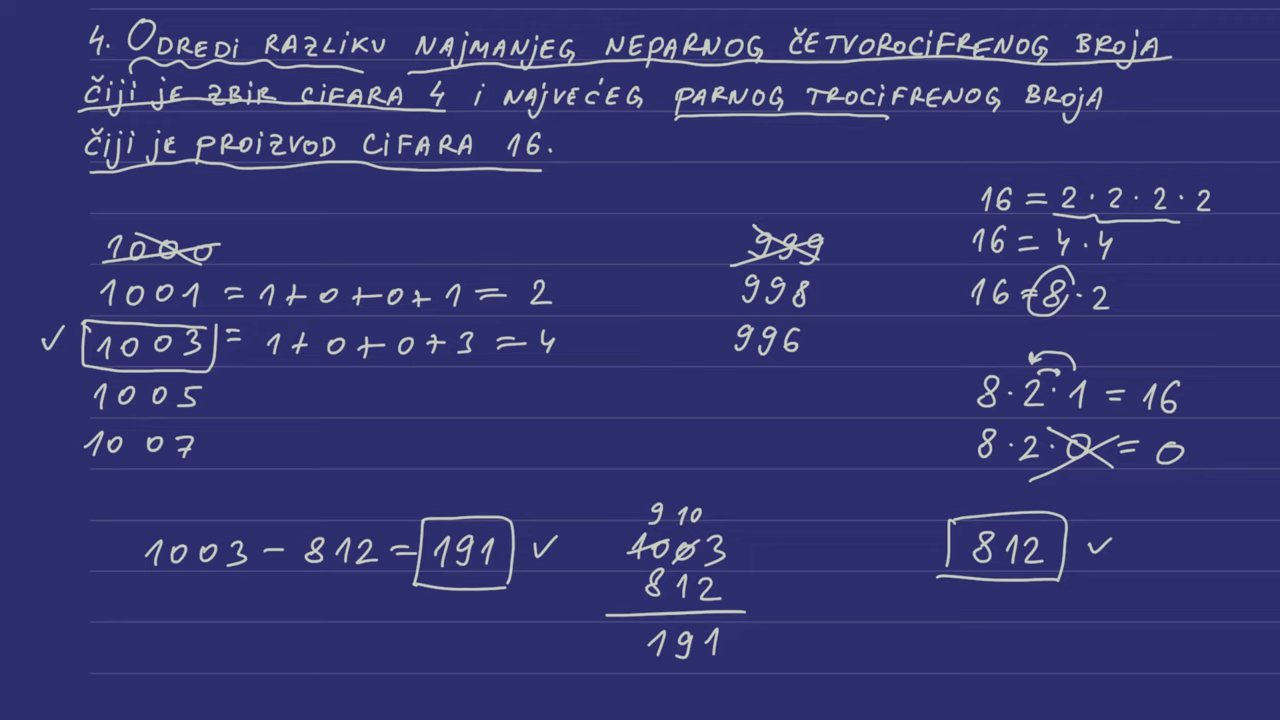 4. ODREDI RAZLIKU NAJMANJEG NEPARNOG ČETVOROCIFRENOG BROJA
ČIJI JE ZBIR CIFARA 4 I NAJVEĆEG PARNOG TROCIFRENOG BROJA
ČIJI JE PROIZVOD CIFARA 16.
1000
1001 = 1+0+0+1 = 2
✓ 1003 = 1+0+0+3 = 4
1005
1007
999
998
996
16 = 2·2·2·2
16 = 4·4
16 = 8·2
8·2·1 = 16
8·2·0 = 0
812 ✓
1003 - 812 = 191 ✓
9 10
1003
812
191